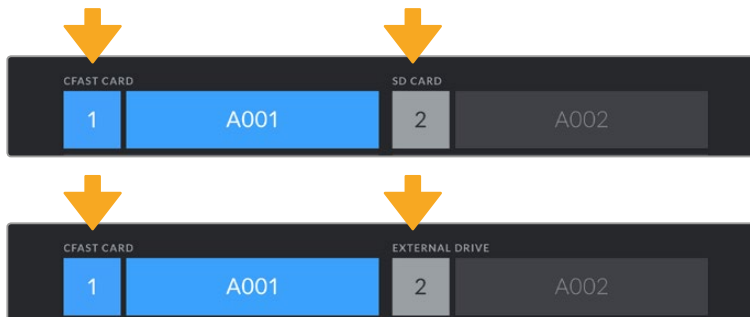 CFAST CARD SD CARD
1 A001 2 A002
CFAST CARD EXTERNAL DRIVE
1 A001 2 A002